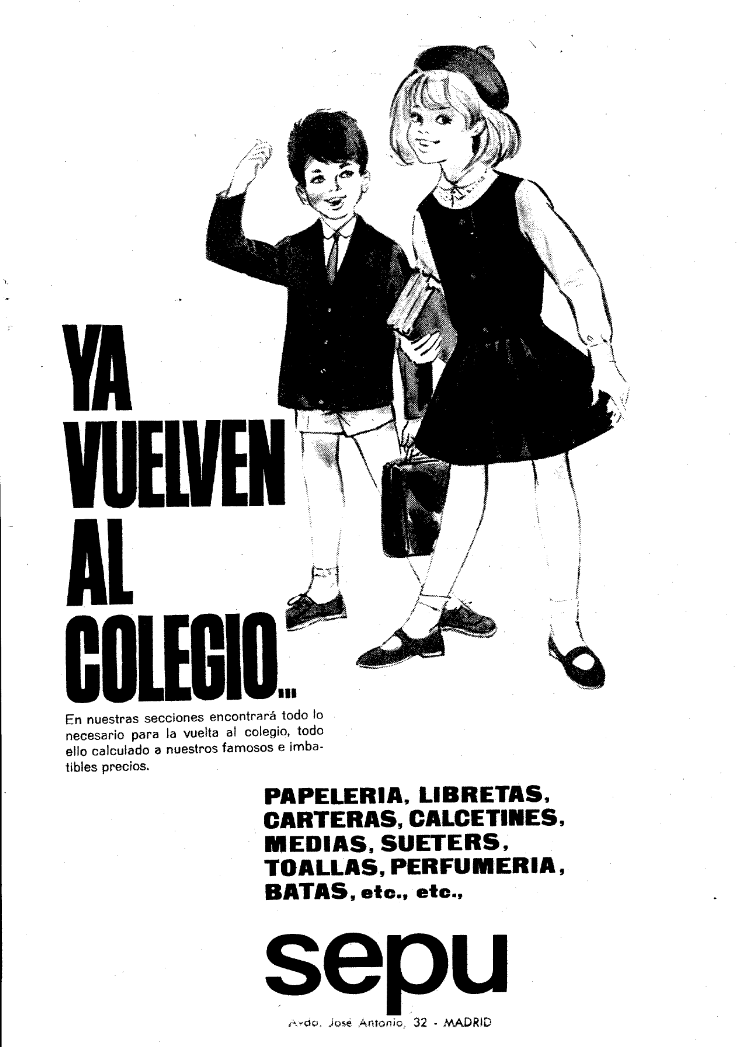 YA
VUELVEN
AL
COLEGIO...
En nuestras secciones encontrará todo lo
necesario para la vuelta al colegio, todo
ello calculado a nuestros famosos e imba-
tibles precios.
PAPELERIA, LIBRETAS,
CARTERAS, CALCETINES,
MEDIAS, SUETERS,
TOALLAS, PERFUMERIA,
BATAS, etc., etc.,
sepu
Avda. José Antonio, 32 - MADRID